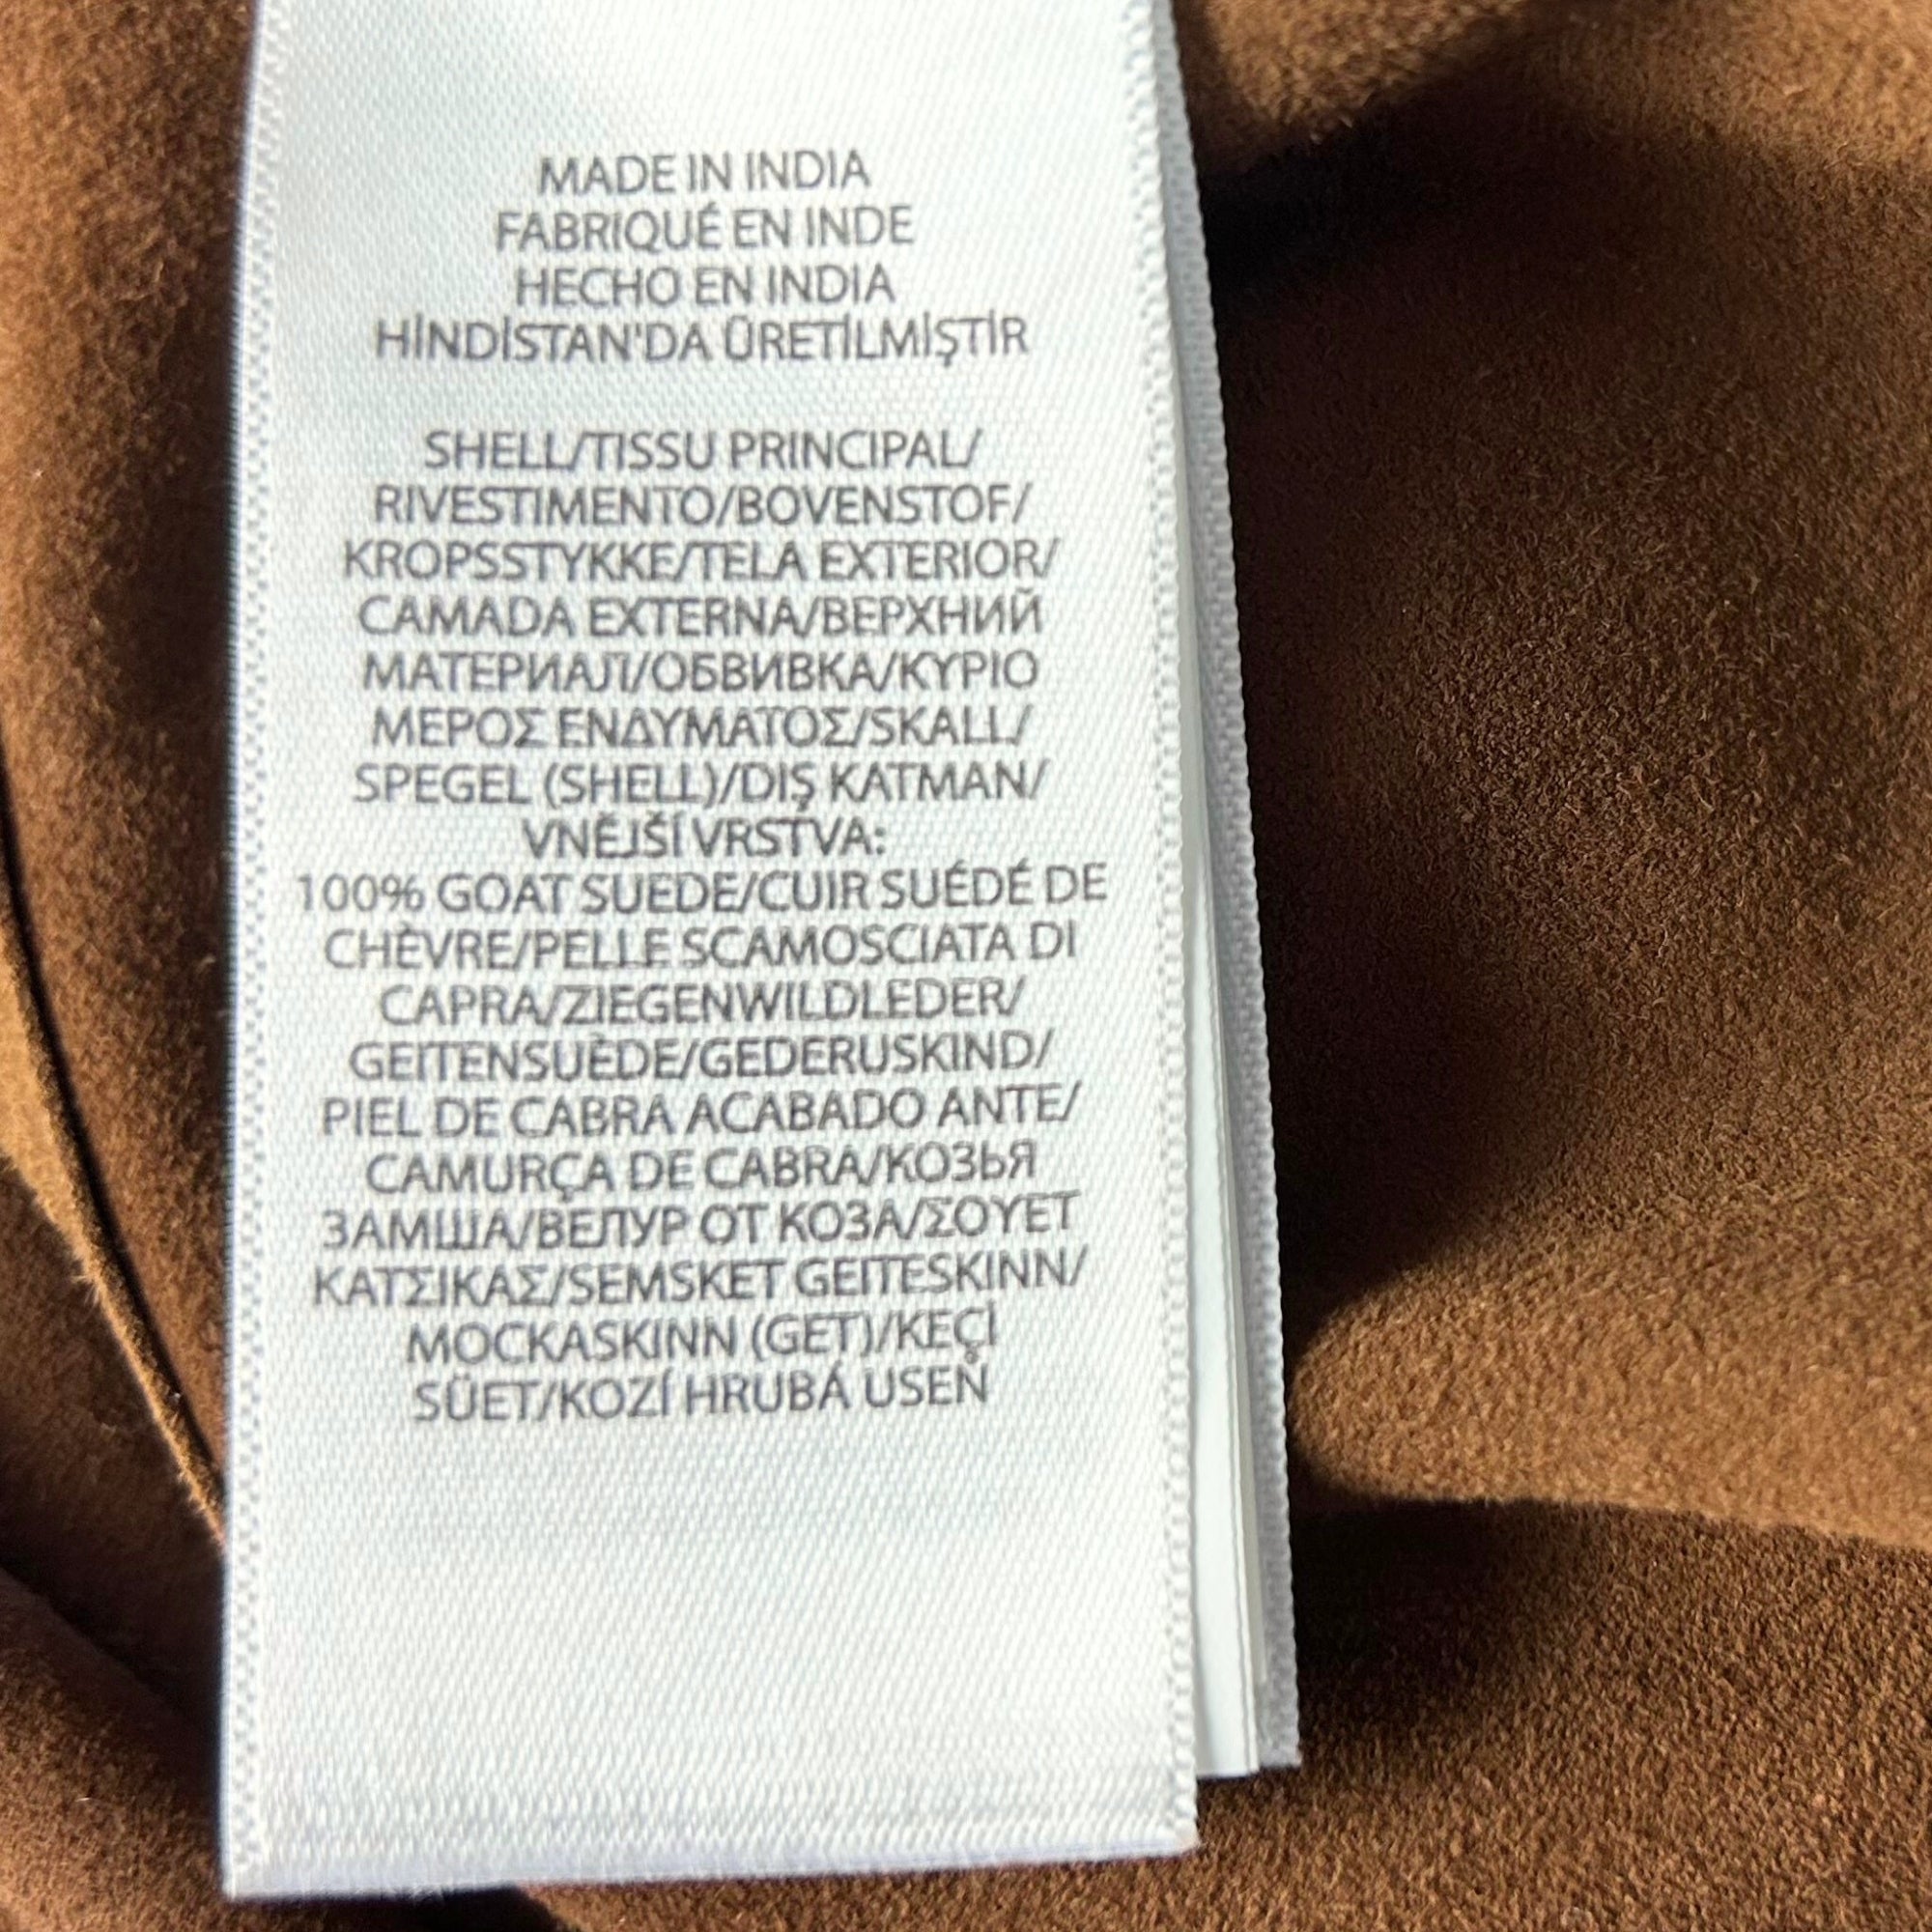 MADE IN INDIA
FABRIQUÉ EN INDE
HECHO EN INDIA
HİNDİSTAN'DA ÜRETİLMİŞTİR
SHELL/TISSU PRINCIPAL/
RIVESTIMENTO/BOVENSTOF/
KROPSSTYKKE/TELA EXTERIOR/
CAMADA EXTERNA/ВЕРХНИЙ
МАТЕРИАЛ/ОБВИВКА/ΚΥΡΙΟ
ΜΕΡΟΣ ΕΝΔΥΜΑΤΟΣ/SKALL/
SPEGEL (SHELL)/DIŞ KATMAN/
VNĚJŠÍ VRSTVA:
100% GOAT SUEDE/CUIR SUÉDÉ DE
CHÈVRE/PELLE SCAMOSCIATA DI
CAPRA/ZIEGENWILDLEDER/
GEITENSUÈDE/GEDERUSKIND/
PIEL DE CABRA ACABADO ANTE/
CAMURÇA DE CABRA/КОЗЬЯ
ЗАМША/ВЕЛУР ОТ КОЗА/ΣΟΥΕΤ
ΚΑΤΣΙΚΑΣ/SEMSKET GEITESKINN/
MOCKASKINN (GET)/KEÇİ
SÜET/KOZÍ HRUBÁ USEŇ